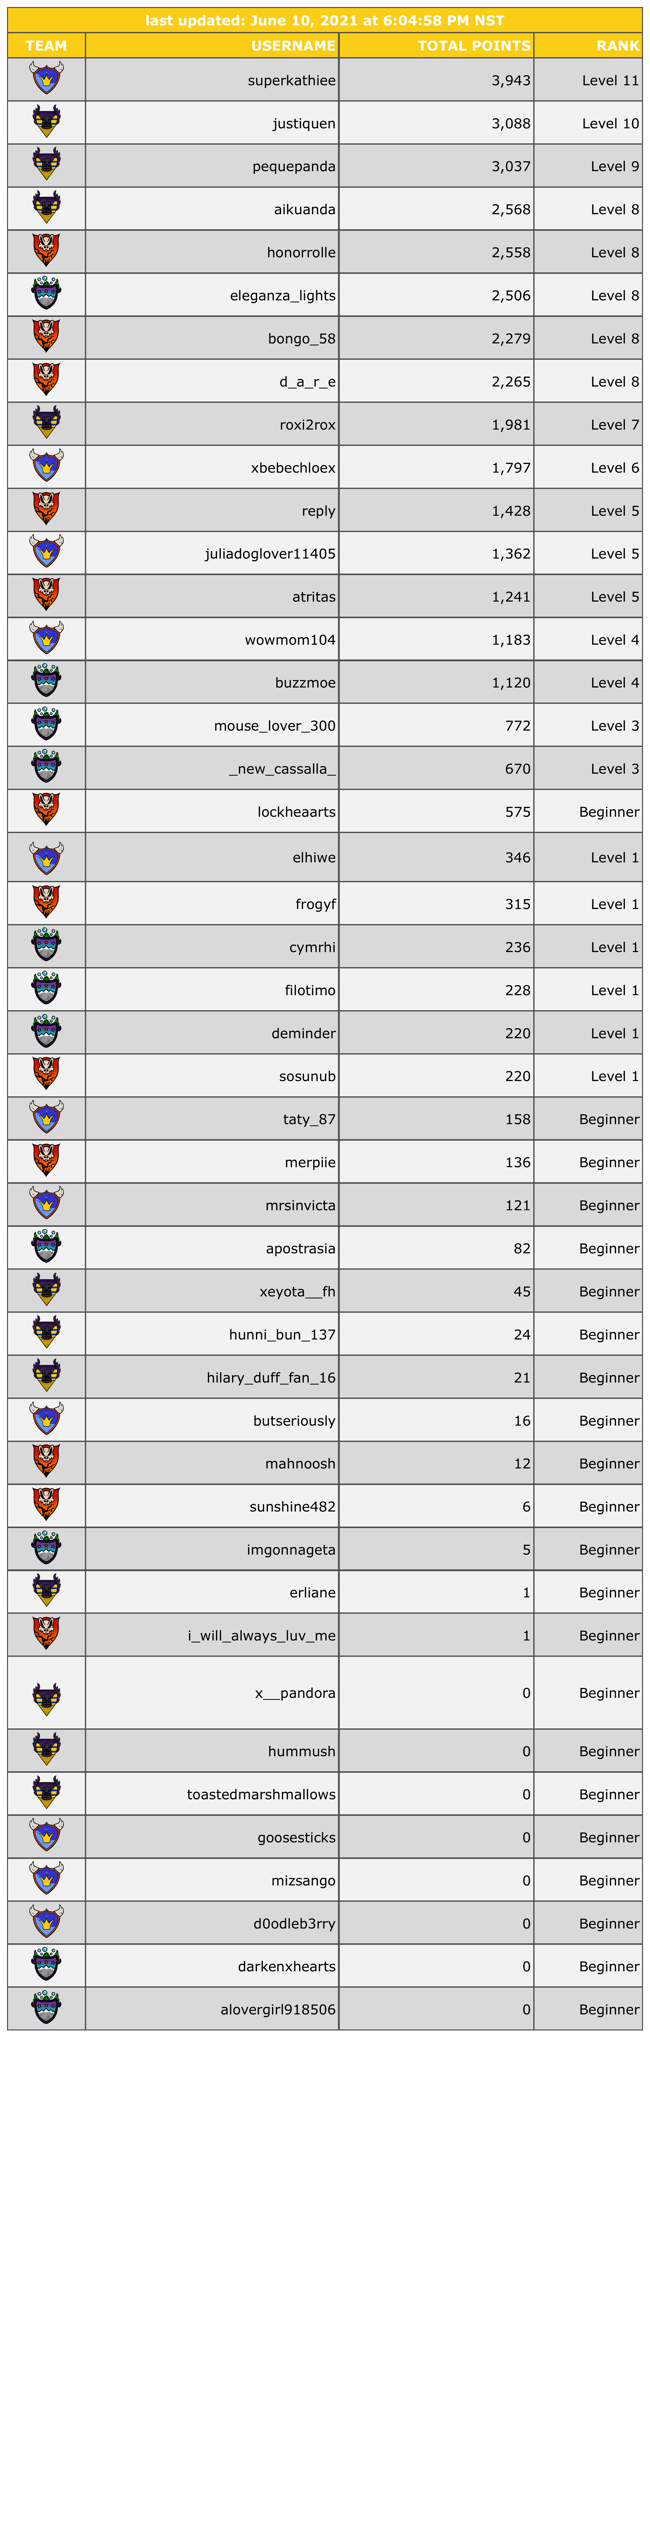 last updated: June 10, 2021 at 6:04:58 PM NST
TEAM USERNAME TOTAL POINTS RANK
superkathiee 3,943 Level 11
justiquen 3,088 Level 10
pequepanda 3,037 Level 9
aikuanda 2,568 Level 8
honorrolle 2,558 Level 8
eleganza_lights 2,506 Level 8
bongo_58 2,279 Level 8
d_a_r_e 2,265 Level 8
roxi2rox 1,981 Level 7
xbebechloex 1,797 Level 6
reply 1,428 Level 5
juliadoglover11405 1,362 Level 5
atritas 1,241 Level 5
wowmom104 1,183 Level 4
buzzmoe 1,120 Level 4
mouse_lover_300 772 Level 3
_new_cassalla_ 670 Level 3
lockheaarts 575 Beginner
elhiwe 346 Level 1
frogyf 315 Level 1
cymrhi 236 Level 1
filotimo 228 Level 1
deminder 220 Level 1
sosunub 220 Level 1
taty_87 158 Beginner
merpiie 136 Beginner
mrsinvicta 121 Beginner
apostrasia 82 Beginner
xeyota__fh 45 Beginner
hunni_bun_137 24 Beginner
hilary_duff_fan_16 21 Beginner
butseriously 16 Beginner
mahnoosh 12 Beginner
sunshine482 6 Beginner
imgonnageta 5 Beginner
erliane 1 Beginner
i_will_always_luv_me 1 Beginner
x__pandora 0 Beginner
hummush 0 Beginner
toastedmarshmallows 0 Beginner
goosesticks 0 Beginner
mizsango 0 Beginner
d0odleb3rry 0 Beginner
darkenxhearts 0 Beginner
alovergirl918506 0 Beginner